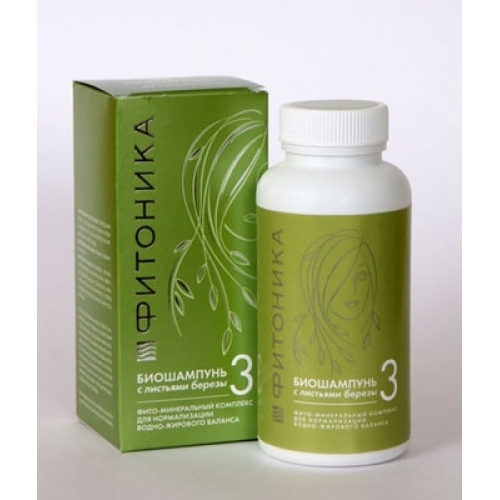 ФИТОНИКА
БИОШАМПУНЬ
с листьями березы
3
ФИТО-МИНЕРАЛЬНЫЙ КОМПЛЕКС
ДЛЯ НОРМАЛИЗАЦИИ
ВОДНО-ЖИРОВОГО БАЛАНСА
ФИТОНИКА
БИОШАМПУНЬ
с листьями березы
3
ФИТО-МИНЕРАЛЬНЫЙ КОМПЛЕКС
ДЛЯ НОРМАЛИЗАЦИИ
ВОДНО-ЖИРОВОГО БАЛАНСА